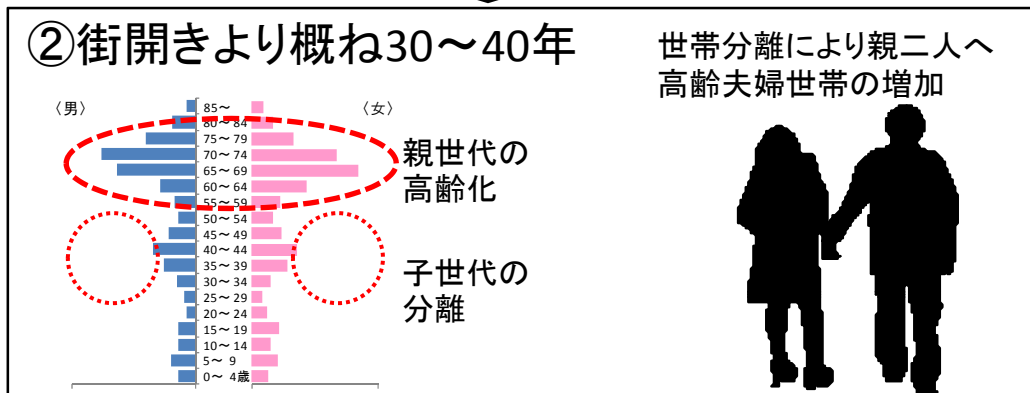 ②街開きより概ね30～40年
世帯分離により親二人へ
高齢夫婦世帯の増加
〈男〉
〈女〉
85～
80～84
75～79
70～74
65～69
60～64
55～59
50～54
45～49
40～44
35～39
30～34
25～29
20～24
15～19
10～14
5～ 9
0～ 4歳
親世代の
高齢化
子世代の
分離